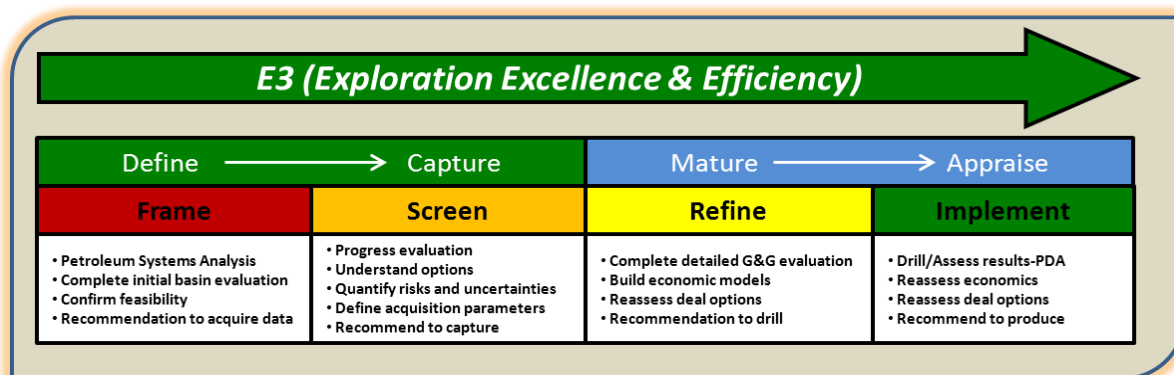 E3 (Exploration Excellence & Efficiency)
Define → Capture
Mature → Appraise
Frame
Screen
Refine
Implement
• Petroleum Systems Analysis
• Complete initial basin evaluation
• Confirm feasibility
• Recommendation to acquire data
• Progress evaluation
• Understand options
• Quantify risks and uncertainties
• Define acquisition parameters
• Recommend to capture
• Complete detailed G&G evaluation
• Build economic models
• Reassess deal options
• Recommendation to drill
• Drill/Assess results-PDA
• Reassess economics
• Reassess deal options
• Recommend to produce